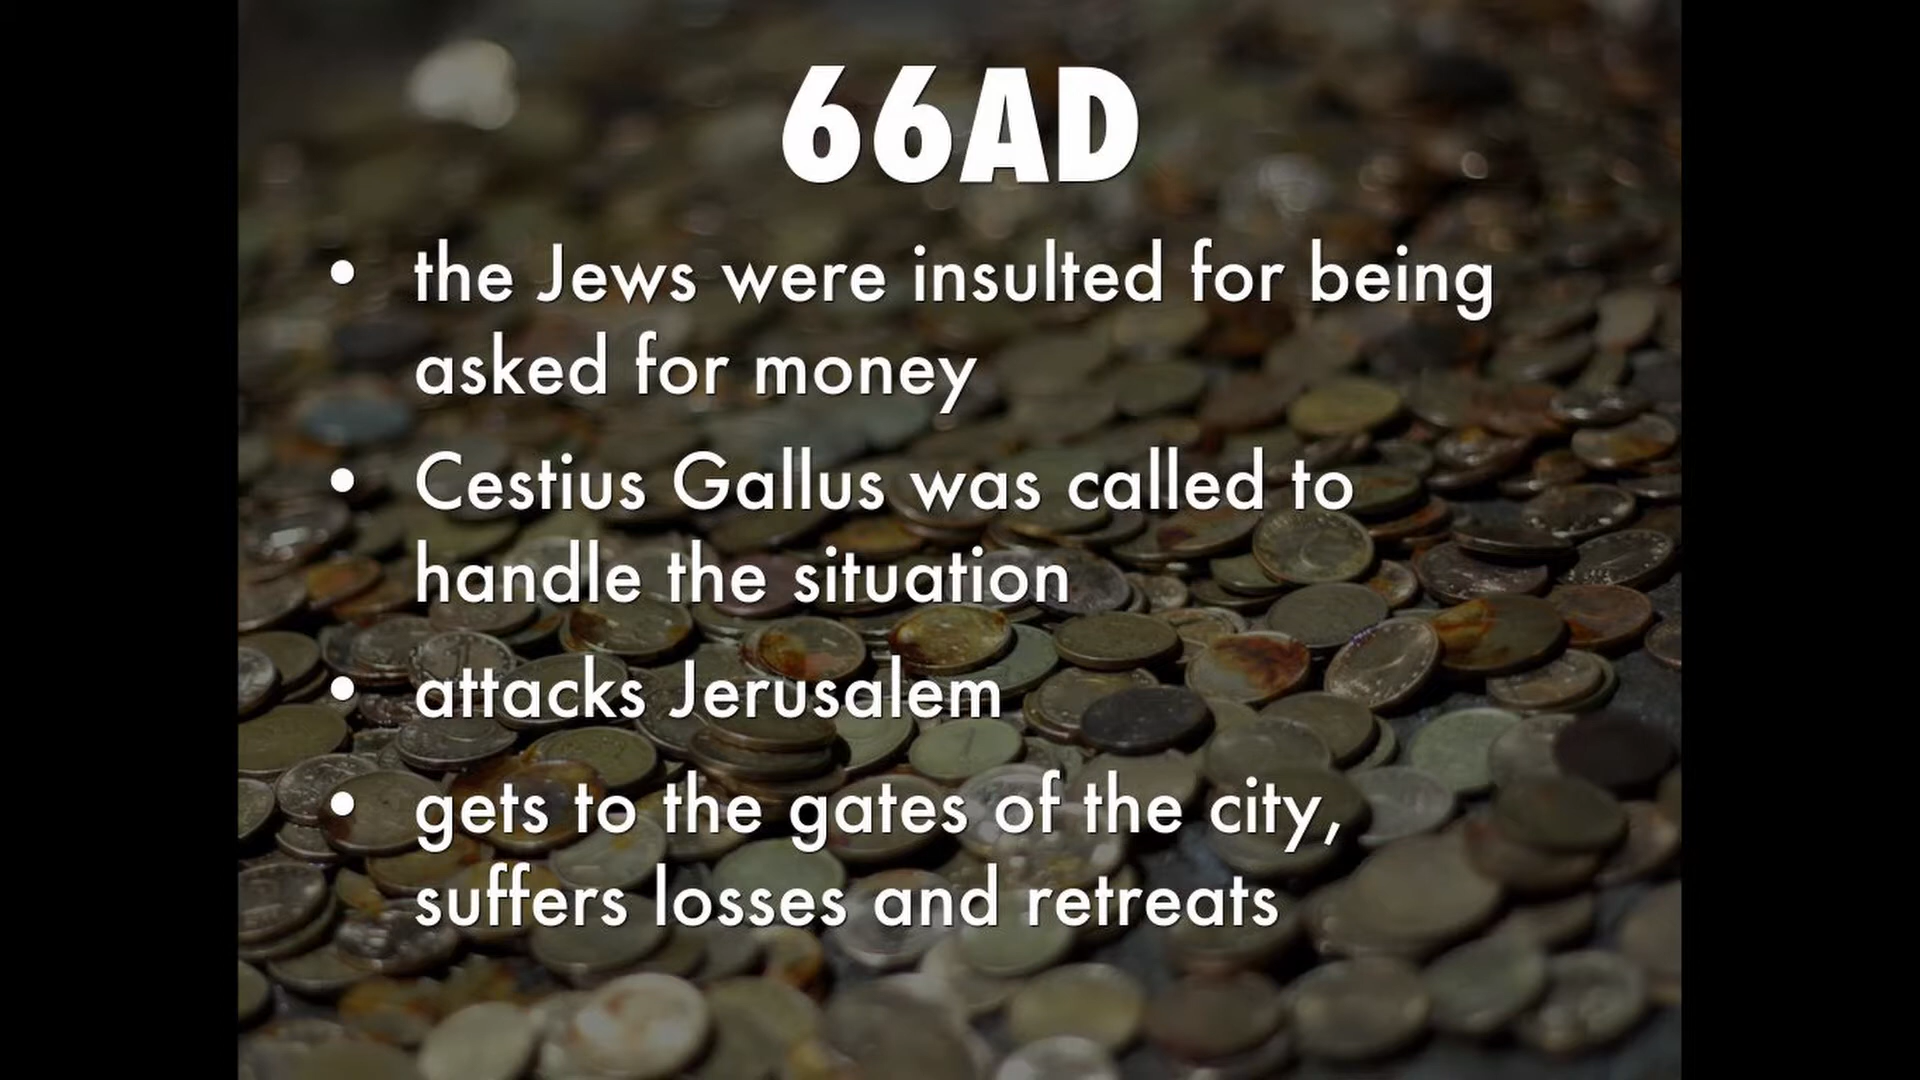 66AD
• the Jews were insulted for being
asked for money
• Cestius Gallus was called to
handle the situation
• attacks Jerusalem
• gets to the gates of the city,
suffers losses and retreats